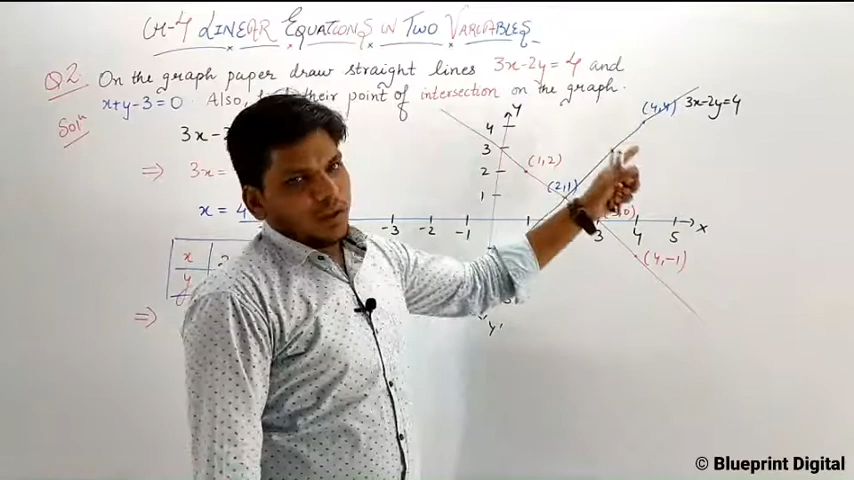 CH-4 LINEAR EQUATIONS IN TWO VARIABLES
Q2 On the graph paper draw straight lines 3x-2y=4 and
x+y-3=0. Also, their point of intersection on the graph.
Solⁿ
3x-
⇒ 3x=
x = 4
x 2
y
⇒
y
(4,4) 3x-2y=4
4
3
2 (1,2)
1 (2,1)
(3,0)
-3 -2 -1 3 4 5 x
(4,-1)
y'
© Blueprint Digital